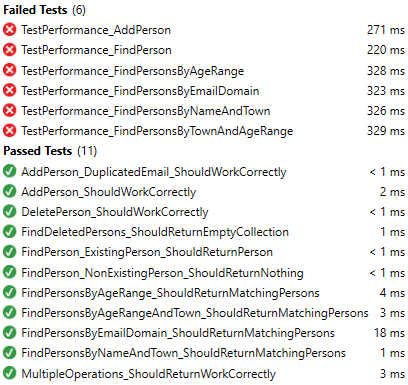 Failed Tests (6)
TestPerformance_AddPerson 271 ms
TestPerformance_FindPerson 220 ms
TestPerformance_FindPersonsByAgeRange 328 ms
TestPerformance_FindPersonsByEmailDomain 323 ms
TestPerformance_FindPersonsByNameAndTown 326 ms
TestPerformance_FindPersonsByTownAndAgeRange 329 ms
Passed Tests (11)
AddPerson_DuplicatedEmail_ShouldWorkCorrectly < 1 ms
AddPerson_ShouldWorkCorrectly 2 ms
DeletePerson_ShouldWorkCorrectly < 1 ms
FindDeletedPersons_ShouldReturnEmptyCollection 1 ms
FindPerson_ExistingPerson_ShouldReturnPerson < 1 ms
FindPerson_NonExistingPerson_ShouldReturnNothing < 1 ms
FindPersonsByAgeRange_ShouldReturnMatchingPersons 4 ms
FindPersonsByAgeRangeAndTown_ShouldReturnMatchingPersons 3 ms
FindPersonsByEmailDomain_ShouldReturnMatchingPersons 18 ms
FindPersonsByNameAndTown_ShouldReturnMatchingPersons 1 ms
MultipleOperations_ShouldReturnWorkCorrectly 3 ms